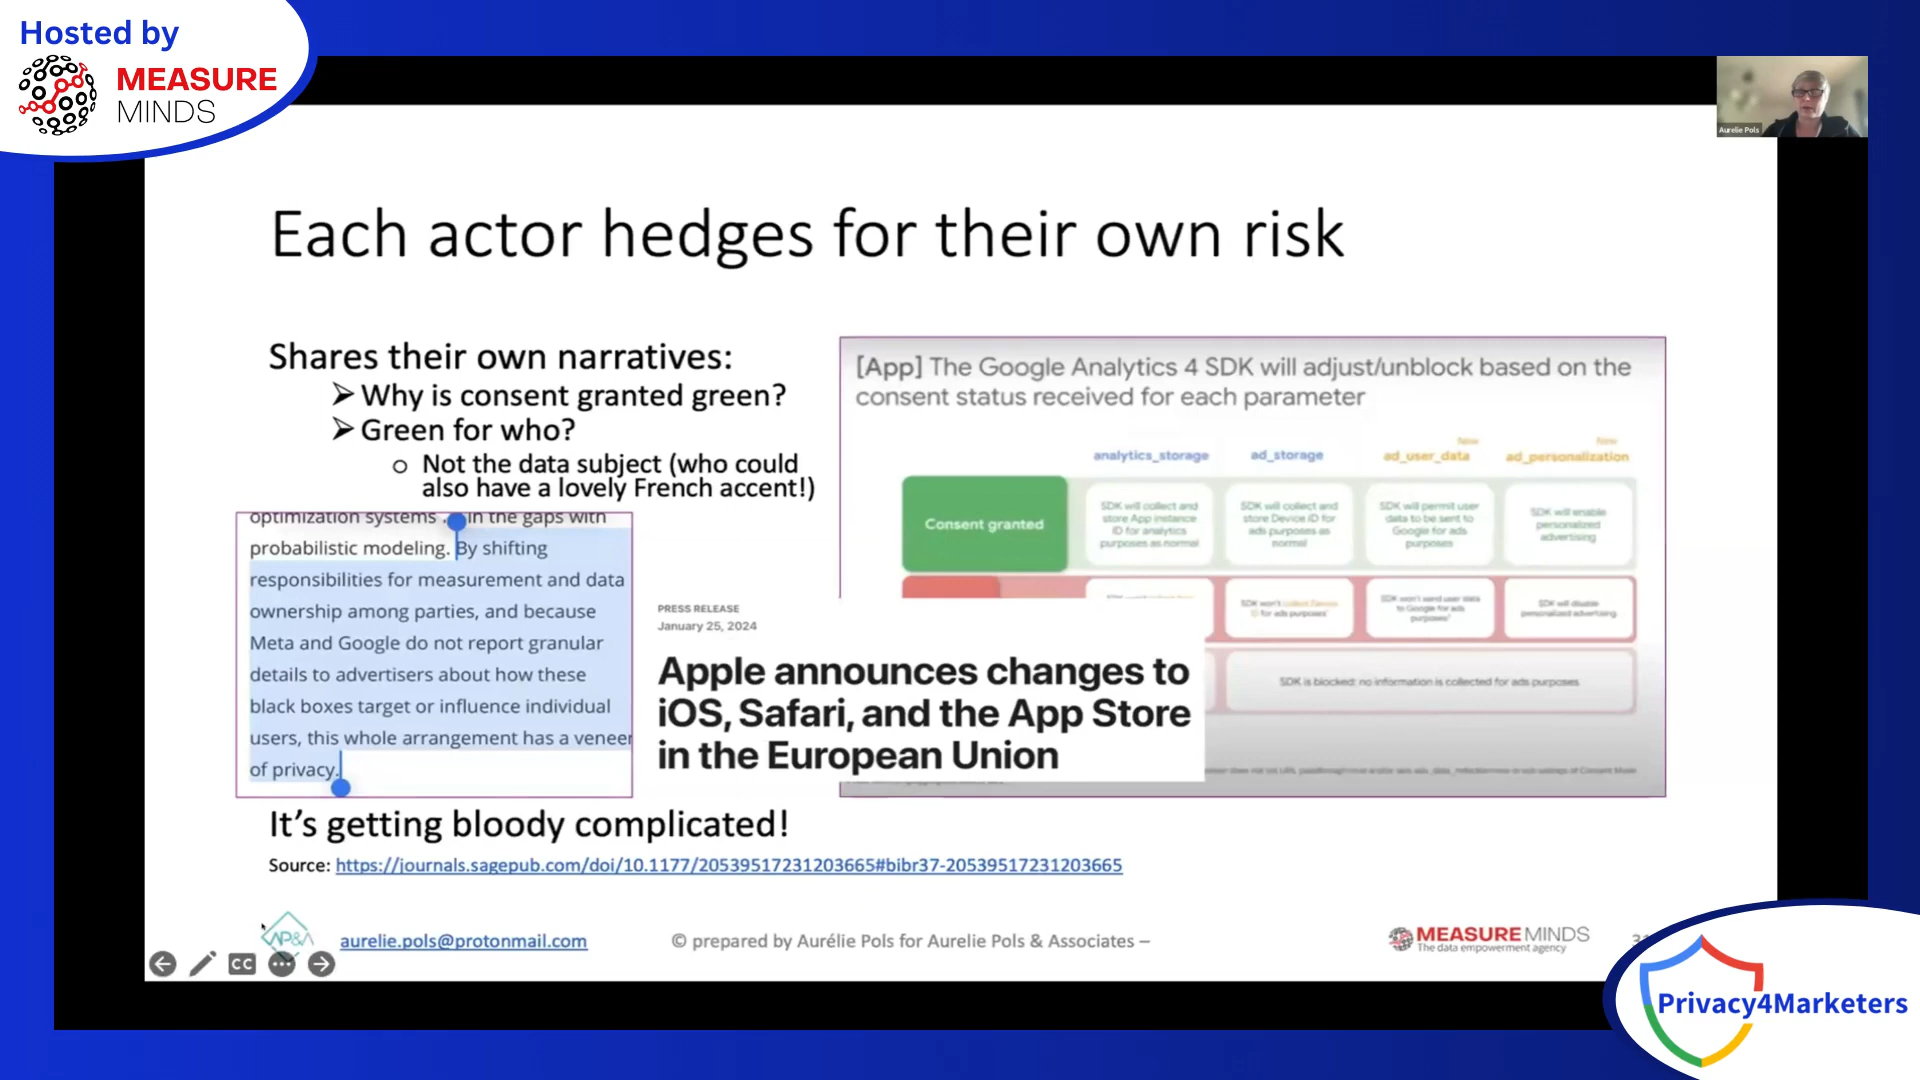 Hosted by
MEASURE
MINDS
Aurelie Pols
Each actor hedges for their own risk
Shares their own narratives:
➢ Why is consent granted green?
➢ Green for who?
o Not the data subject (who could
also have a lovely French accent!)
optimization systems . in the gaps with
probabilistic modeling. By shifting
responsibilities for measurement and data
ownership among parties, and because
Meta and Google do not report granular
details to advertisers about how these
black boxes target or influence individual
users, this whole arrangement has a veneer
of privacy.
[App] The Google Analytics 4 SDK will adjust/unblock based on the
consent status received for each parameter
New
New
analytics_storage
ad_storage
ad_user_data
ad_personalization
Consent granted
SDK will collect and
store App instance
ID for analytics
purposes as normal
SDK will collect and
store Device ID for
ads purposes as
normal
SDK will permit user
data to be sent to
Google for ads
purposes
SDK will enable
personalized
advertising
SDK won't collect Device
ID for ads purposes*
SDK won't send user data
to Google for ads
purposes*
SDK will disable
personalized advertising
SDK is blocked: no information is collected for ads purposes
PRESS RELEASE
January 25, 2024
Apple announces changes to
iOS, Safari, and the App Store
in the European Union
It's getting bloody complicated!
Source: https://journals.sagepub.com/doi/10.1177/20539517231203665#bibr37-20539517231203665
AP&A
aurelie.pols@protonmail.com
© prepared by Aurélie Pols for Aurelie Pols & Associates –
MEASURE MINDS
The data empowerment agency
CC
Privacy4Marketers